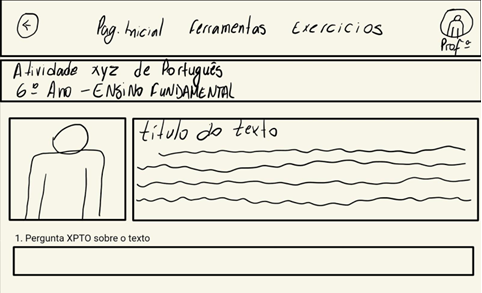 Pag. Inicial Ferramentas Exercicios
Profº
Atividade xyz de Português
6º Ano - ENSINO FUNDAMENTAL
título do texto
1. Pergunta XPTO sobre o texto